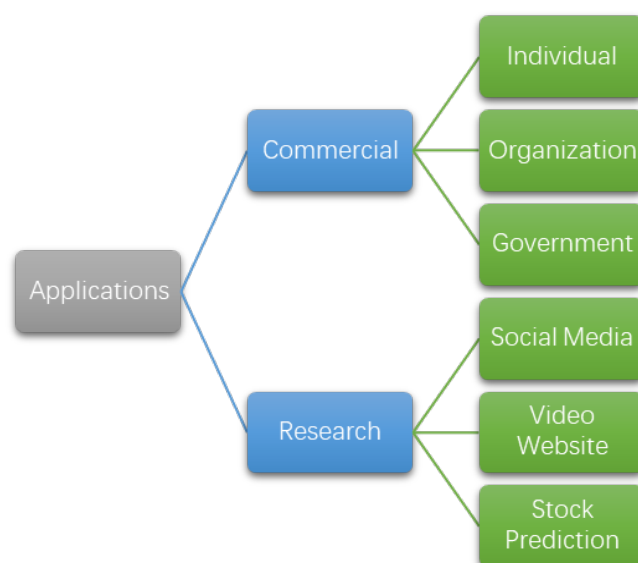 Applications
Commercial
Individual
Organization
Government
Research
Social Media
Video
Website
Stock
Prediction